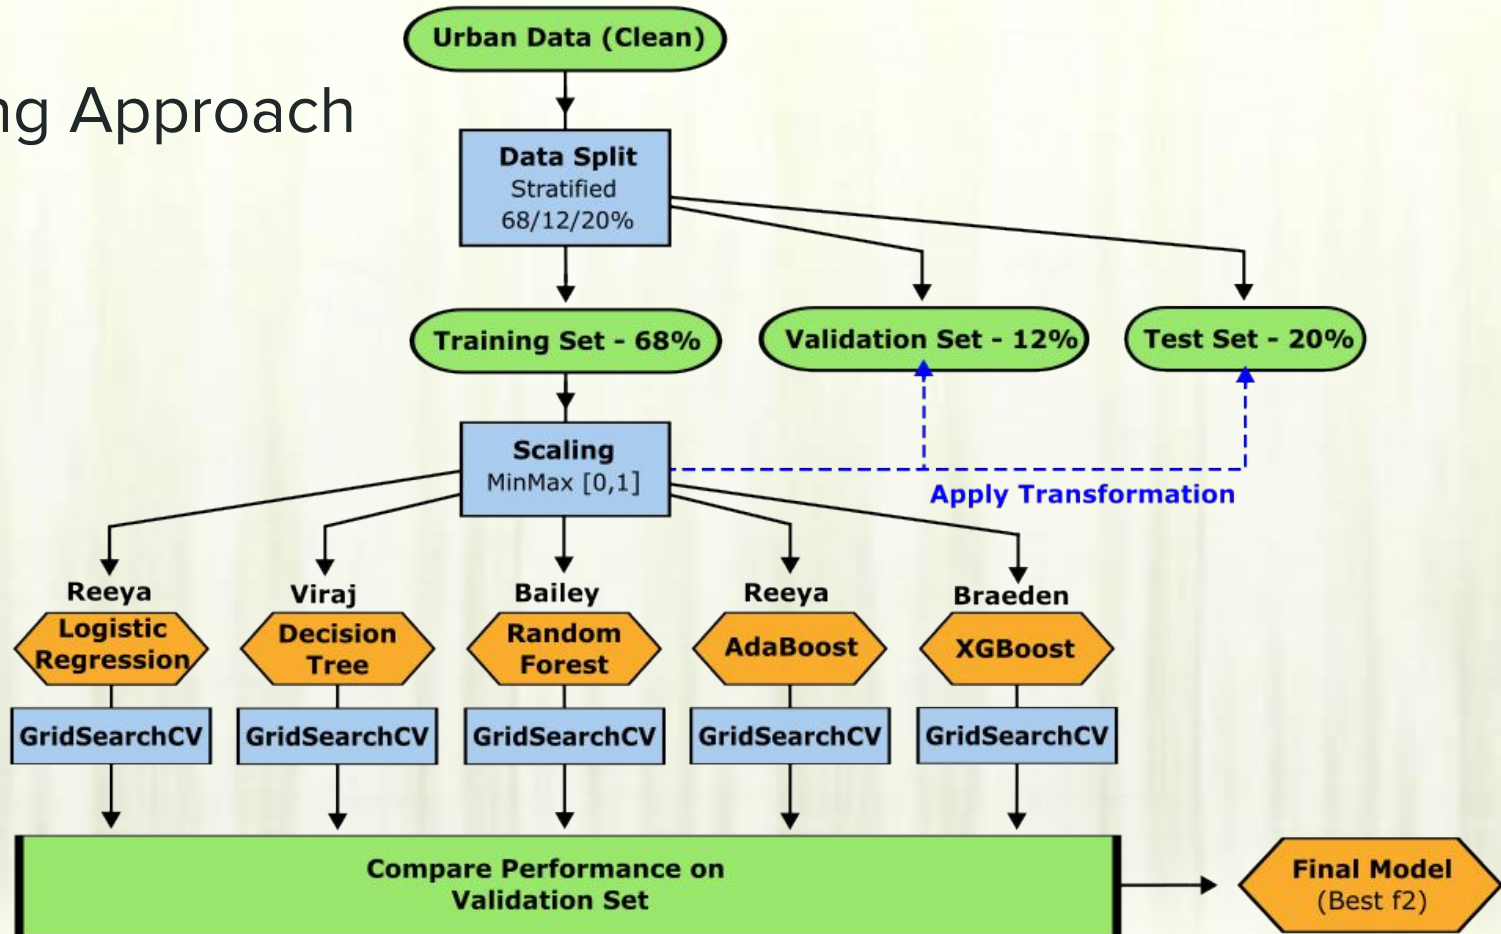 Urban Data (Clean)
ng Approach
Data Split
Stratified
68/12/20%
Training Set - 68%
Validation Set - 12%
Test Set - 20%
Scaling
MinMax [0,1]
Apply Transformation
Reeya
Viraj
Bailey
Reeya
Braeden
Logistic
Regression
Decision
Tree
Random
Forest
AdaBoost
XGBoost
GridSearchCV
GridSearchCV
GridSearchCV
GridSearchCV
GridSearchCV
Compare Performance on
Validation Set
Final Model
(Best f2)